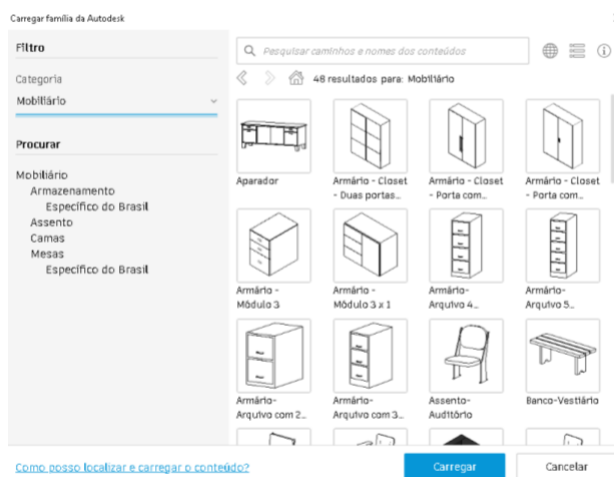 Carregar família da Autodesk
Filtro
Categoria
Mobiliário
Procurar
Mobiliário
Armazenamento
Específico do Brasil
Assento
Camas
Mesas
Específico do Brasil
Pesquisar caminhos e nomes dos conteúdos
48 resultados para: Mobiliário
Aparador
Armário - Closet - Duas portas...
Armário - Closet - Porta com...
Armário - Closet - Porta com...
Armário - Módulo 3
Armário - Módulo 3 x 1
Armário-Arquivo 4...
Armário-Arquivo 5...
Armário-Arquivo com 2...
Armário-Arquivo com 3...
Assento-Auditório
Banco-Vestiário
Como posso localizar e carregar o conteúdo?
Carregar
Cancelar